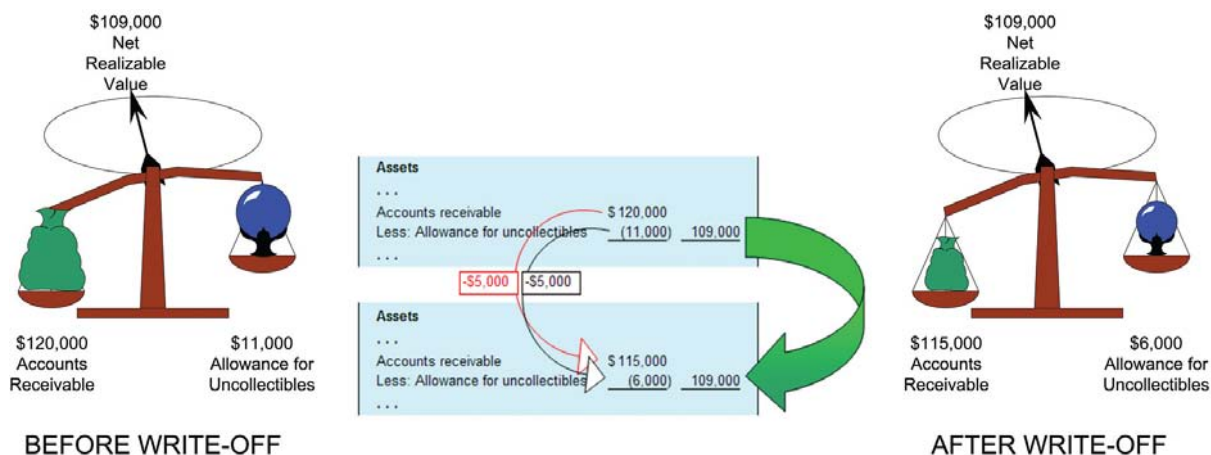 $109,000
Net
Realizable
Value
$120,000
Accounts
Receivable
$11,000
Allowance for
Uncollectibles
BEFORE WRITE-OFF
Assets
. . .
Accounts receivable $120,000
Less: Allowance for uncollectibles (11,000) 109,000
. . .
-$5,000 -$5,000
Assets
. . .
Accounts receivable $115,000
Less: Allowance for uncollectibles (6,000) 109,000
. . .
$109,000
Net
Realizable
Value
$115,000
Accounts
Receivable
$6,000
Allowance for
Uncollectibles
AFTER WRITE-OFF